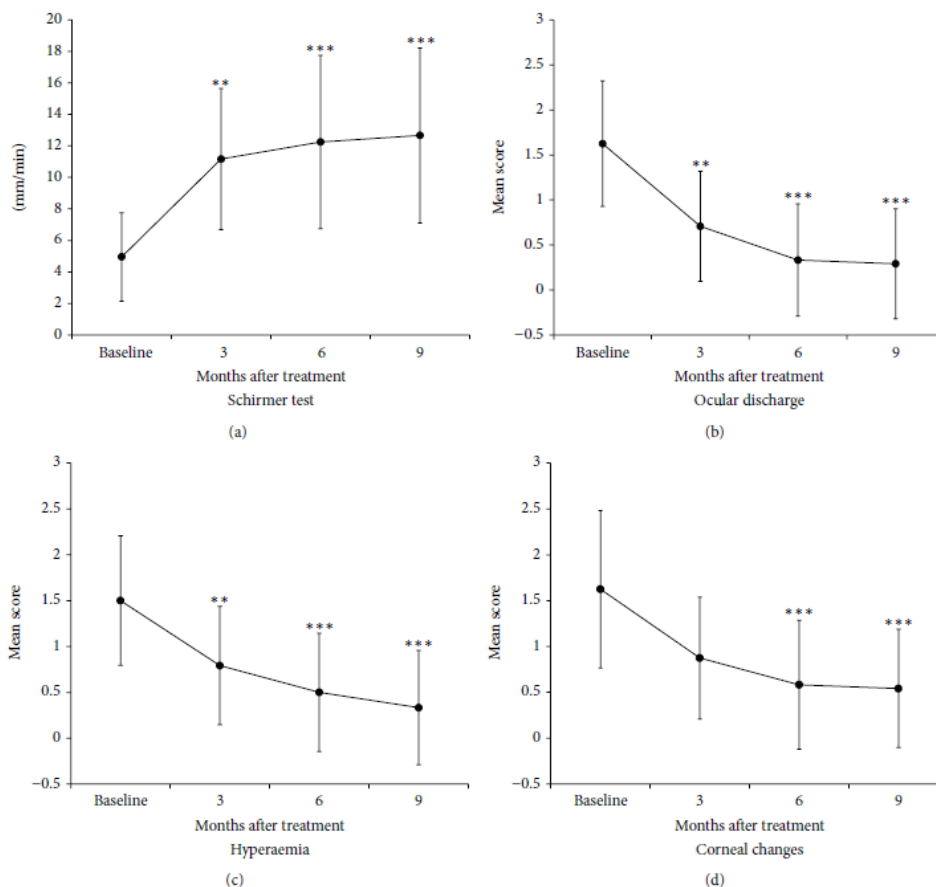 20
18
16
14
12
10
8
6
4
2
0
(mm/min)
** *** ***
Baseline 3 6 9
Months after treatment
Schirmer test
(a)
3
2.5
2
1.5
1
0.5
0
−0.5
Mean score
** *** ***
Baseline 3 6 9
Months after treatment
Ocular discharge
(b)
3
2.5
2
1.5
1
0.5
0
−0.5
Mean score
** *** ***
Baseline 3 6 9
Months after treatment
Hyperaemia
(c)
3
2.5
2
1.5
1
0.5
0
−0.5
Mean score
*** ***
Baseline 3 6 9
Months after treatment
Corneal changes
(d)